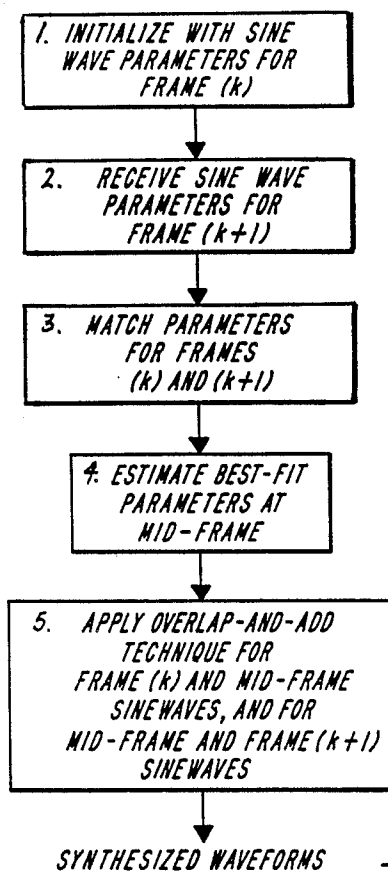 1. INITIALIZE WITH SINE
WAVE PARAMETERS FOR
FRAME (k)
2. RECEIVE SINE WAVE
PARAMETERS FOR
FRAME (k+1)
3. MATCH PARAMETERS
FOR FRAMES
(k) AND (k+1)
4. ESTIMATE BEST-FIT
PARAMETERS AT
MID-FRAME
5. APPLY OVERLAP-AND-ADD
TECHNIQUE FOR
FRAME (k) AND MID-FRAME
SINEWAVES, AND FOR
MID-FRAME AND FRAME (k+1)
SINEWAVES
SYNTHESIZED WAVEFORMS